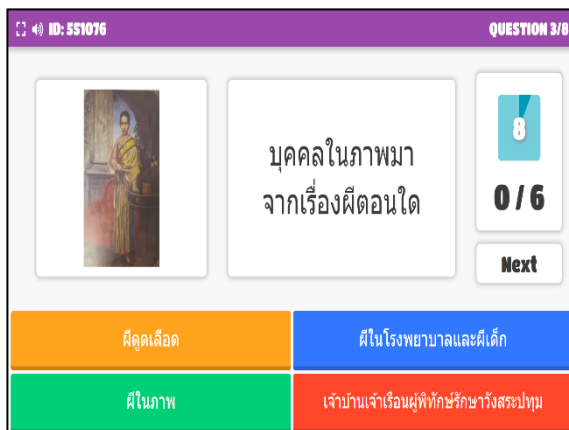 ID: 551076
QUESTION 3/8
บุคคลในภาพมา
จากเรื่องผีตอนใด
8
0 / 6
Next
ผีดูดเลือด
ผีในโรงพยาบาลและผีเด็ก
ผีในภาพ
เจ้าบ้านเจ้าเรือนผู้พิทักษ์รักษาวังสระปทุม